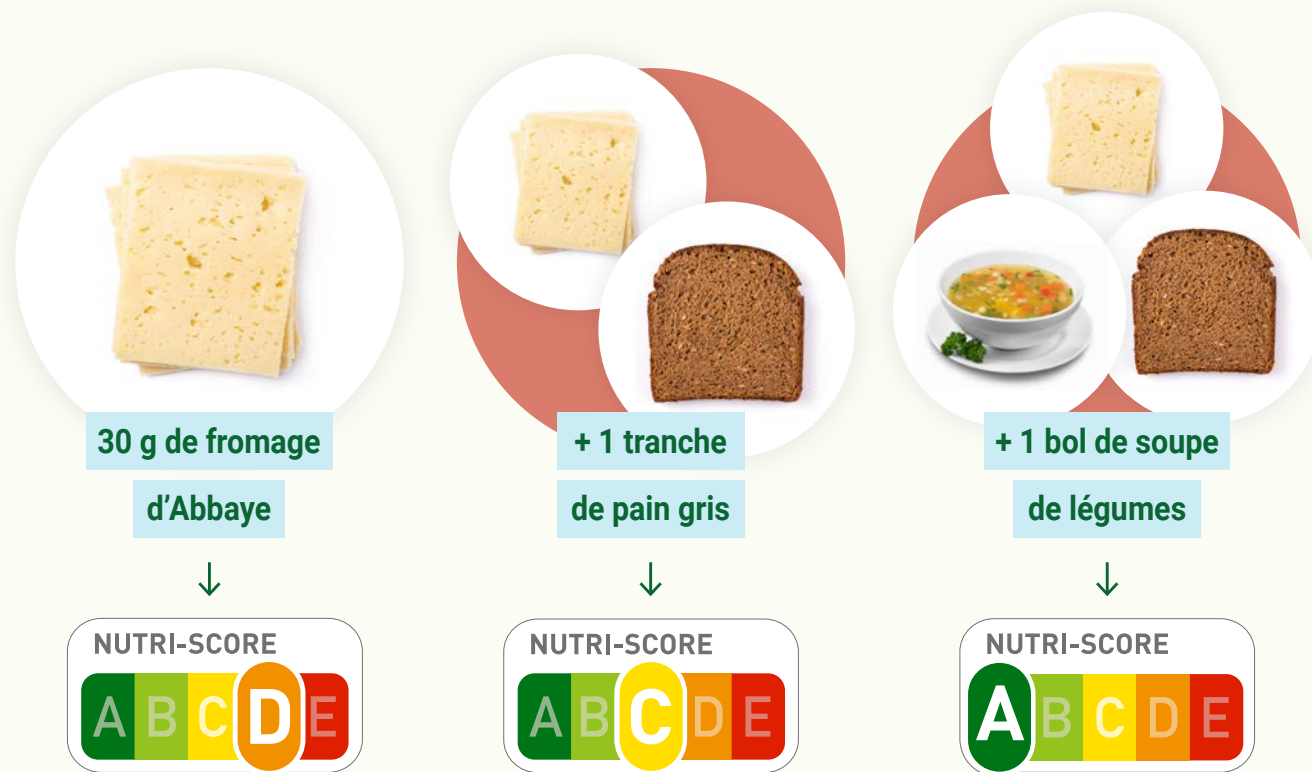 30 g de fromage
d'Abbaye
↓
NUTRI-SCORE
A B C D E
+ 1 tranche
de pain gris
↓
NUTRI-SCORE
A B C D E
+ 1 bol de soupe
de légumes
↓
NUTRI-SCORE
A B C D E